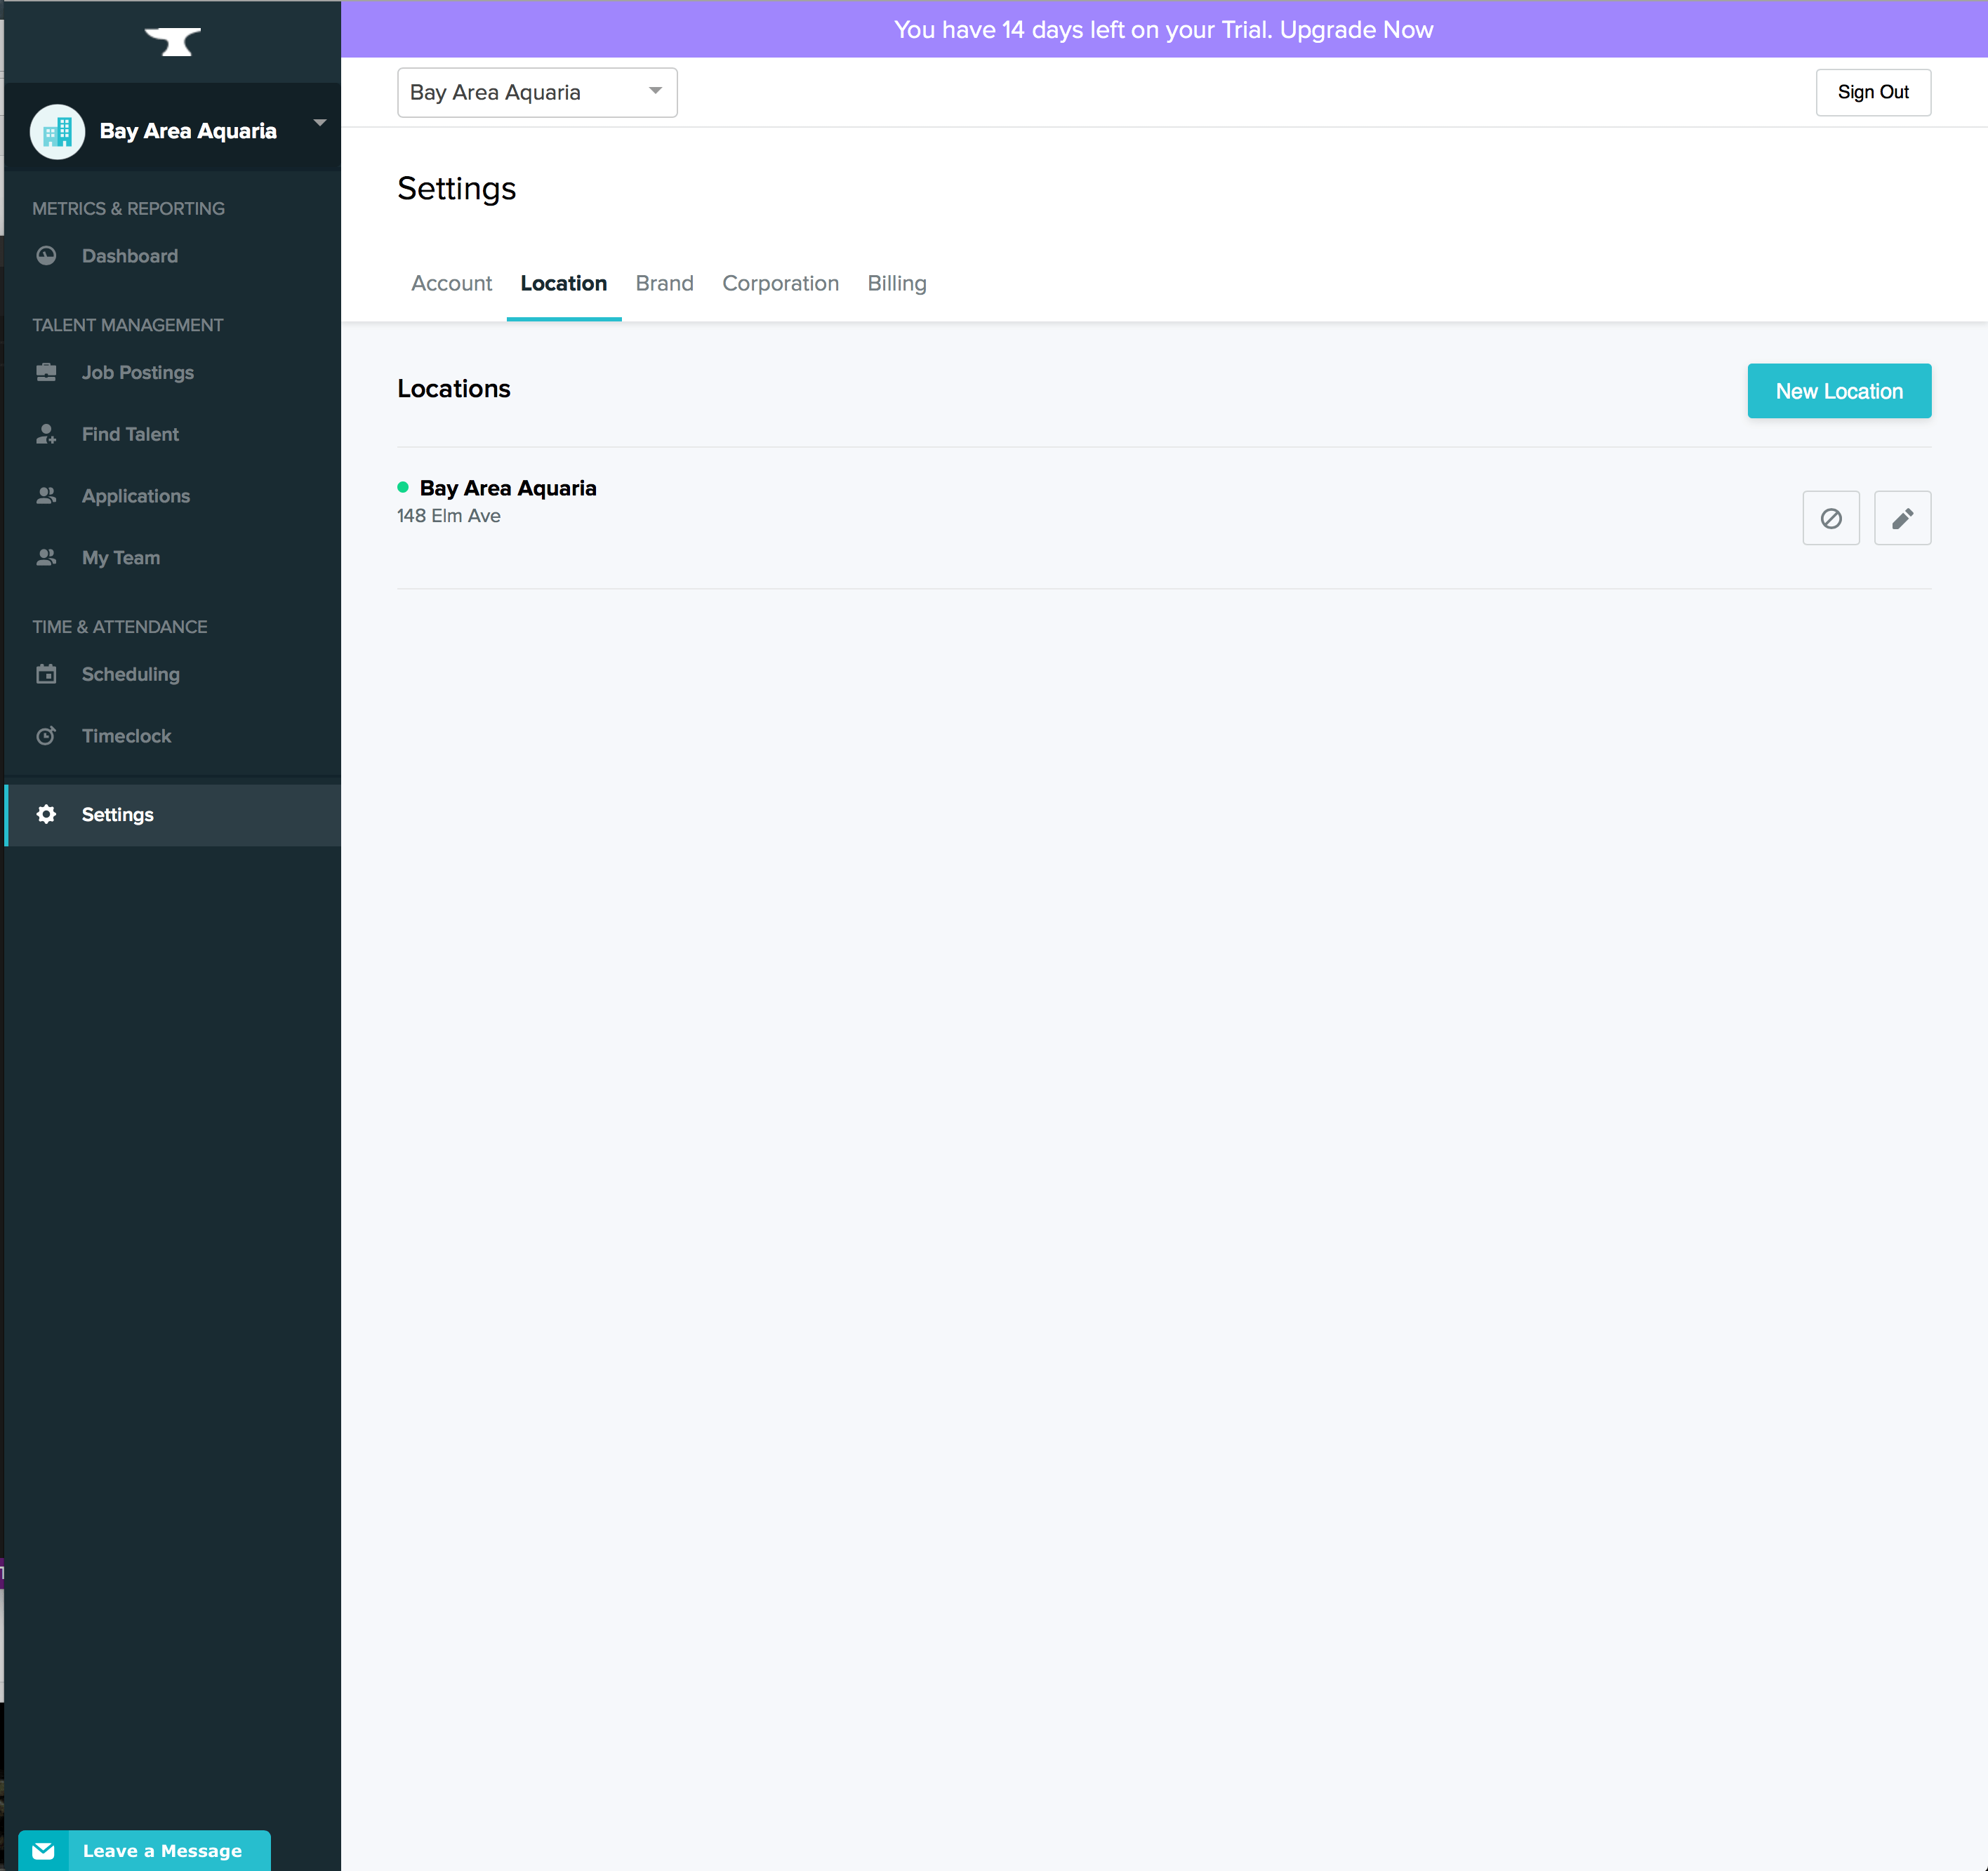 You have 14 days left on your Trial. Upgrade Now
Bay Area Aquaria
Sign Out
Bay Area Aquaria
METRICS & REPORTING
Dashboard
TALENT MANAGEMENT
Job Postings
Find Talent
Applications
My Team
TIME & ATTENDANCE
Scheduling
Timeclock
Settings
Leave a Message
Settings
Account Location Brand Corporation Billing
Locations
New Location
Bay Area Aquaria
148 Elm Ave